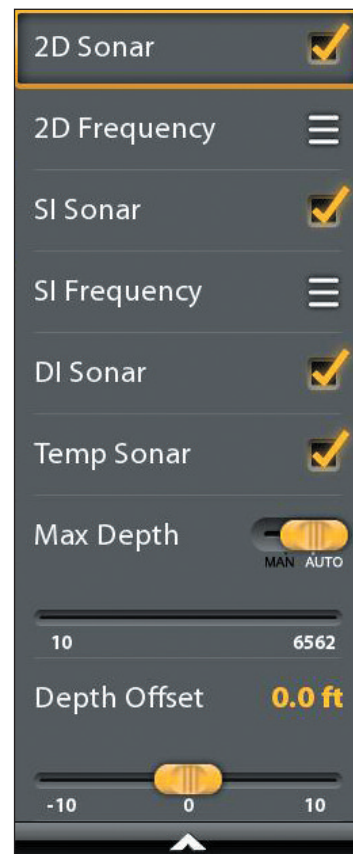 2D Sonar
2D Frequency
SI Sonar
SI Frequency
DI Sonar
Temp Sonar
Max Depth
MAN AUTO
10 6562
Depth Offset 0.0 ft
-10 0 10